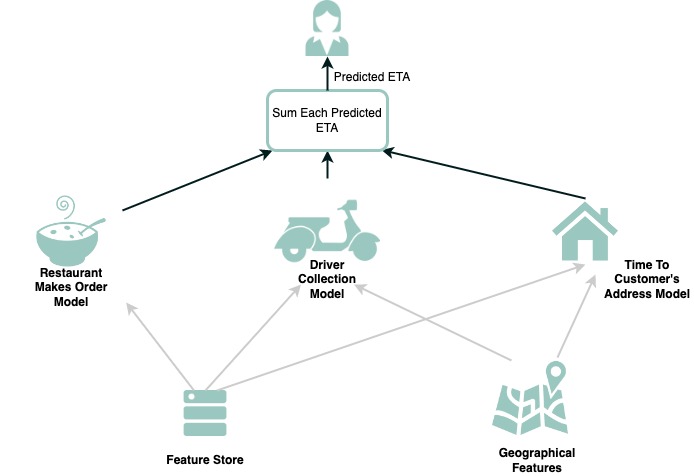 Predicted ETA
Sum Each Predicted
ETA
Restaurant
Makes Order
Model
Driver
Collection
Model
Time To
Customer's
Address Model
Feature Store
Geographical
Features